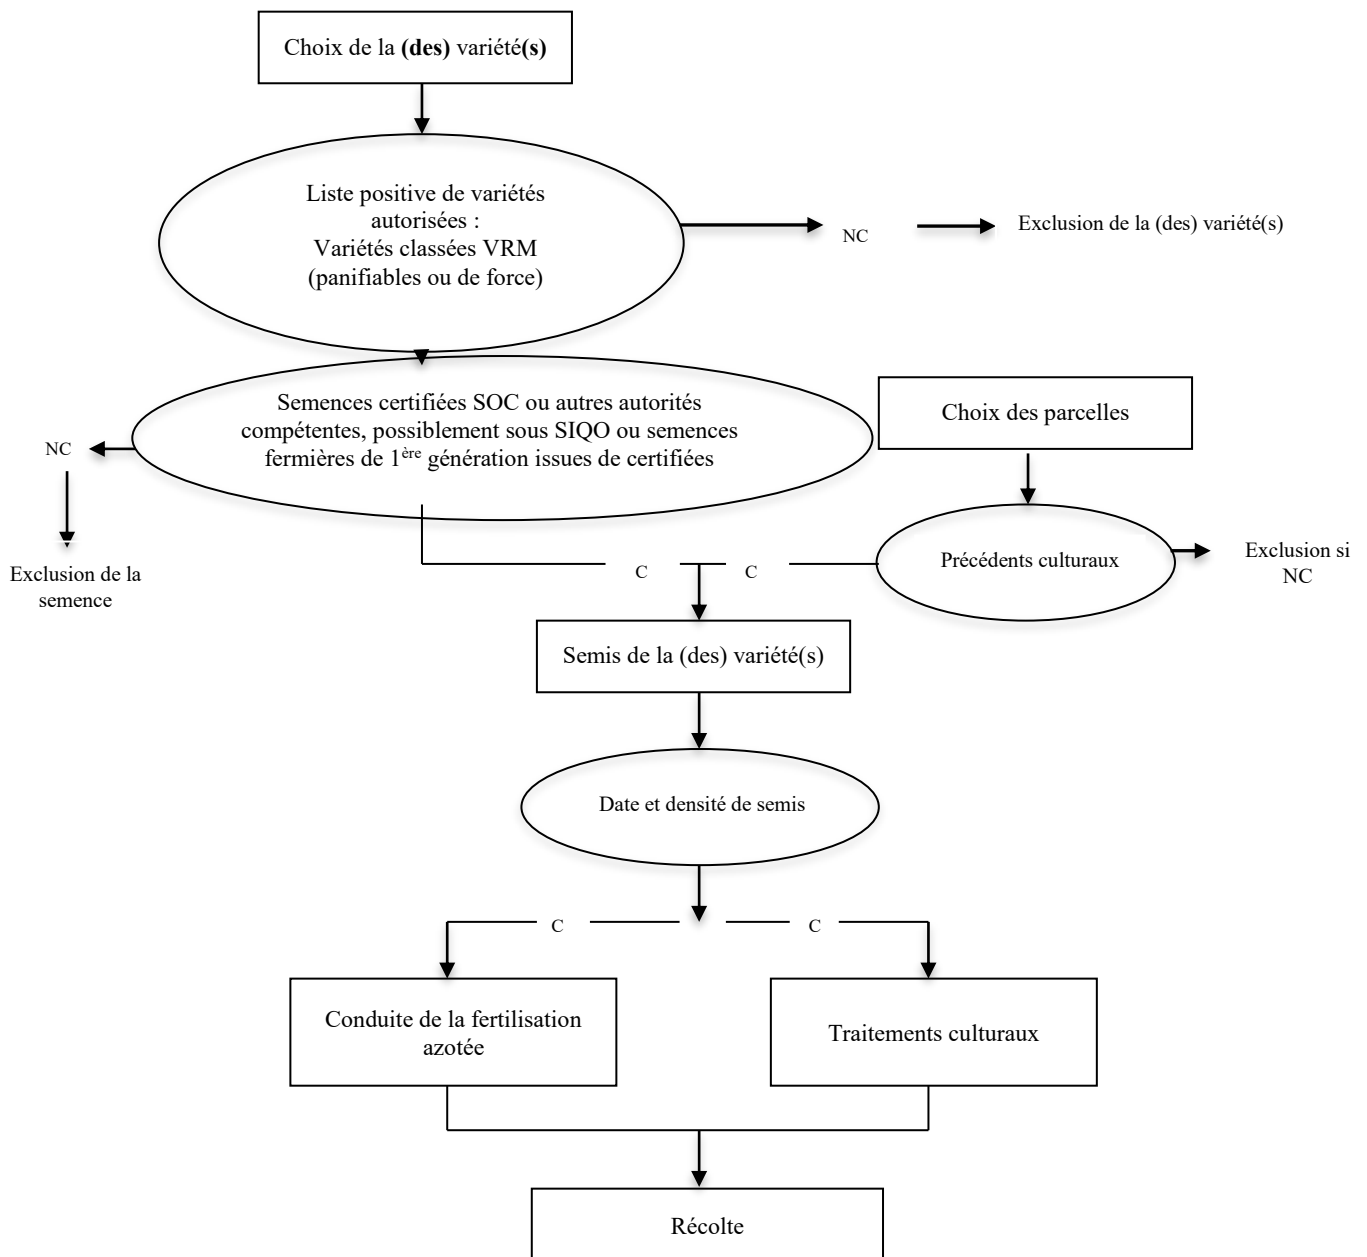 Choix de la (des) variété(s)
Liste positive de variétés
autorisées :
Variétés classées VRM
(panifiables ou de force)
NC
Exclusion de la (des) variété(s)
Semences certifiées SOC ou autres autorités
compétentes, possiblement sous SIQO ou semences
fermières de 1ère génération issues de certifiées
NC
Exclusion de la
semence
Choix des parcelles
Précédents culturaux
Exclusion si
NC
C
C
Semis de la (des) variété(s)
Date et densité de semis
C
C
Conduite de la fertilisation
azotée
Traitements culturaux
Récolte